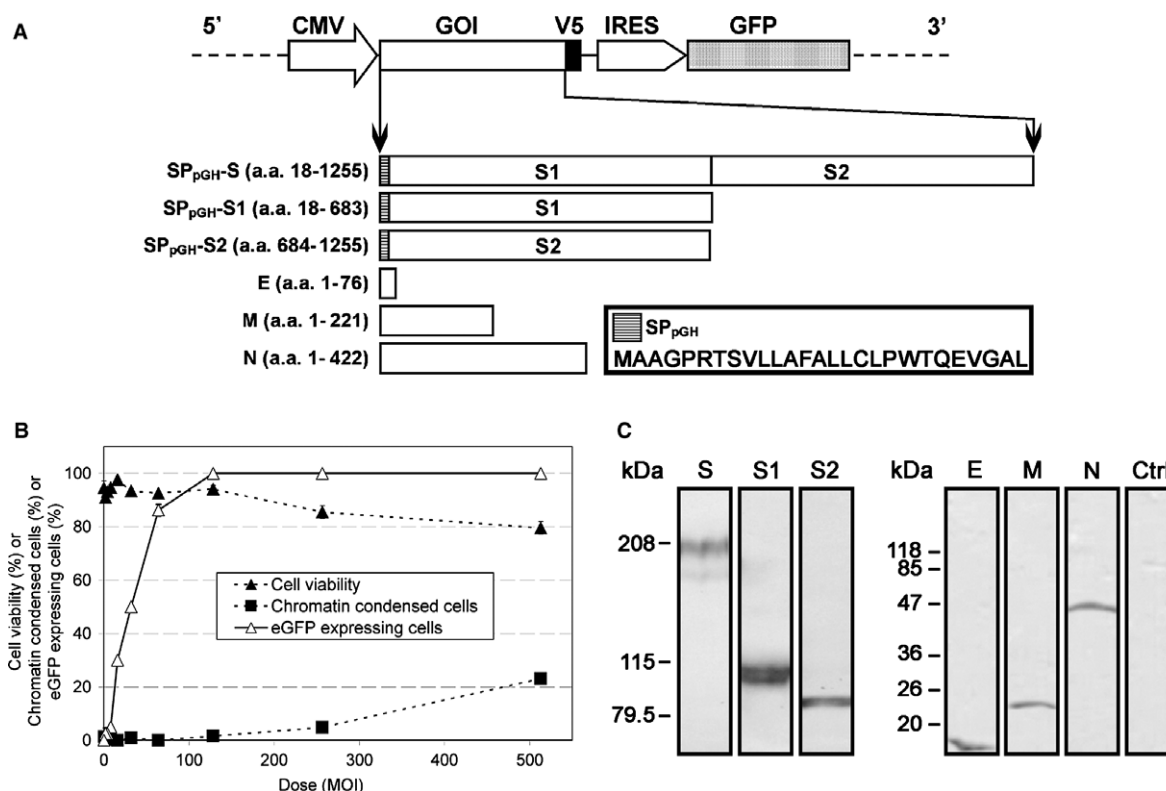 A
5' CMV GOI V5 IRES GFP 3'
SPpGH-S (a.a. 18-1255) S1 S2
SPpGH-S1 (a.a. 18- 683) S1
SPpGH-S2 (a.a. 684-1255) S2
E (a.a. 1-76)
M (a.a. 1- 221)
N (a.a. 1- 422)
SPpGH
MAAGPRTSVLLAFALLCLPWTQEVGAL
B
Cell viability (%) or
Chromatin condensed cells (%) or
eGFP expressing cells (%)
100
80
60
40
20
0
Cell viability
Chromatin condensed cells
eGFP expressing cells
0 100 200 300 400 500
Dose (MOI)
C
kDa S S1 S2
208
115
79.5
kDa E M N Ctrl
118
85
47
36
26
20